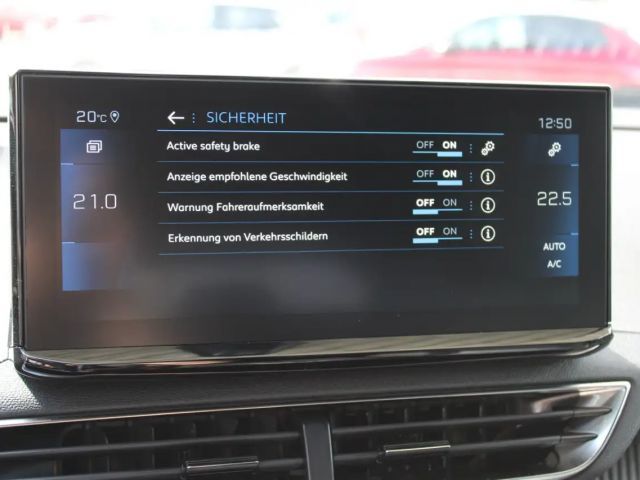 20°C
← : SICHERHEIT
12:50
Active safety brake OFF ON
Anzeige empfohlene Geschwindigkeit OFF ON
21.0
22.5
Warnung Fahreraufmerksamkeit OFF ON
Erkennung von Verkehrsschildern OFF ON
AUTO
A/C